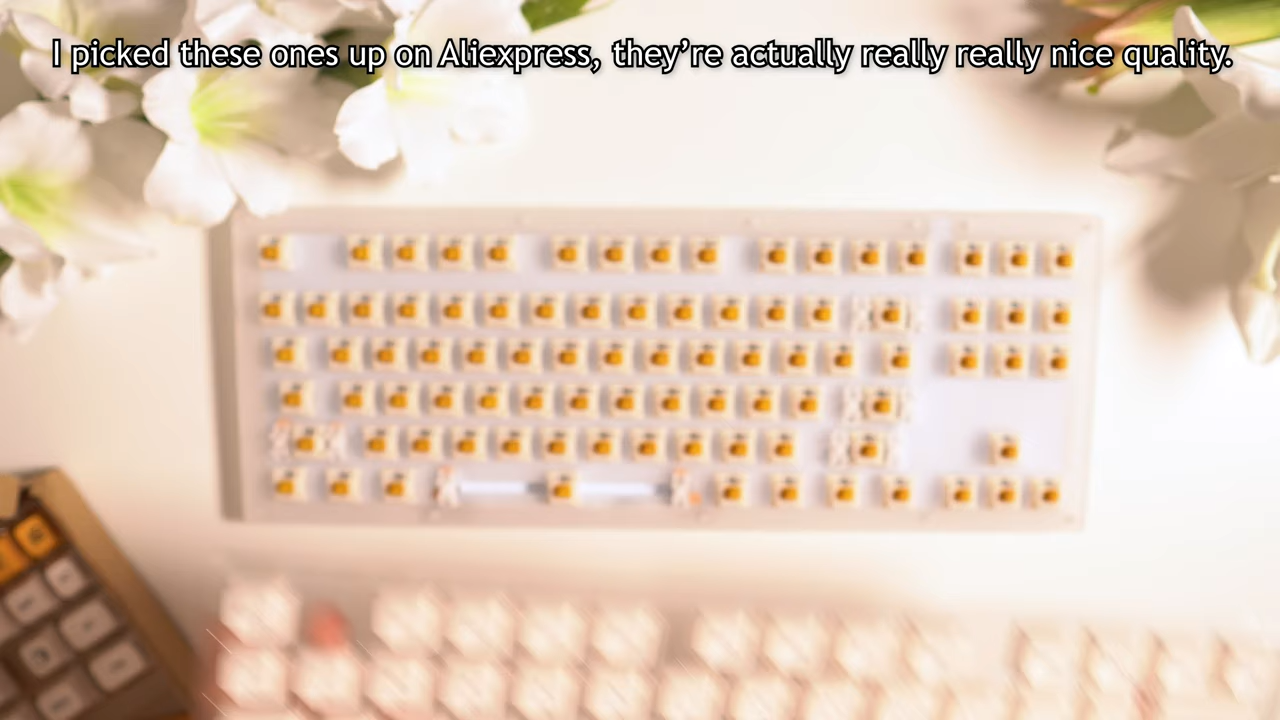 I picked these ones up on Aliexpress, they’re actually really really nice quality.